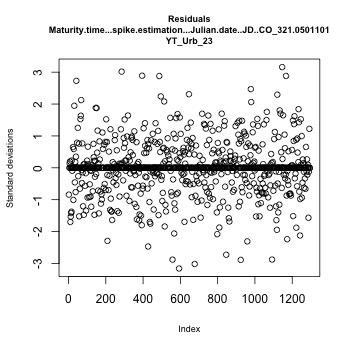 Residuals
Maturity.time...spike.estimation...Julian.date..JD..CO_321.0501101
YT_Urb_23
Standard deviations
3
2
1
0
-1
-2
-3
0 200 400 600 800 1000 1200
Index